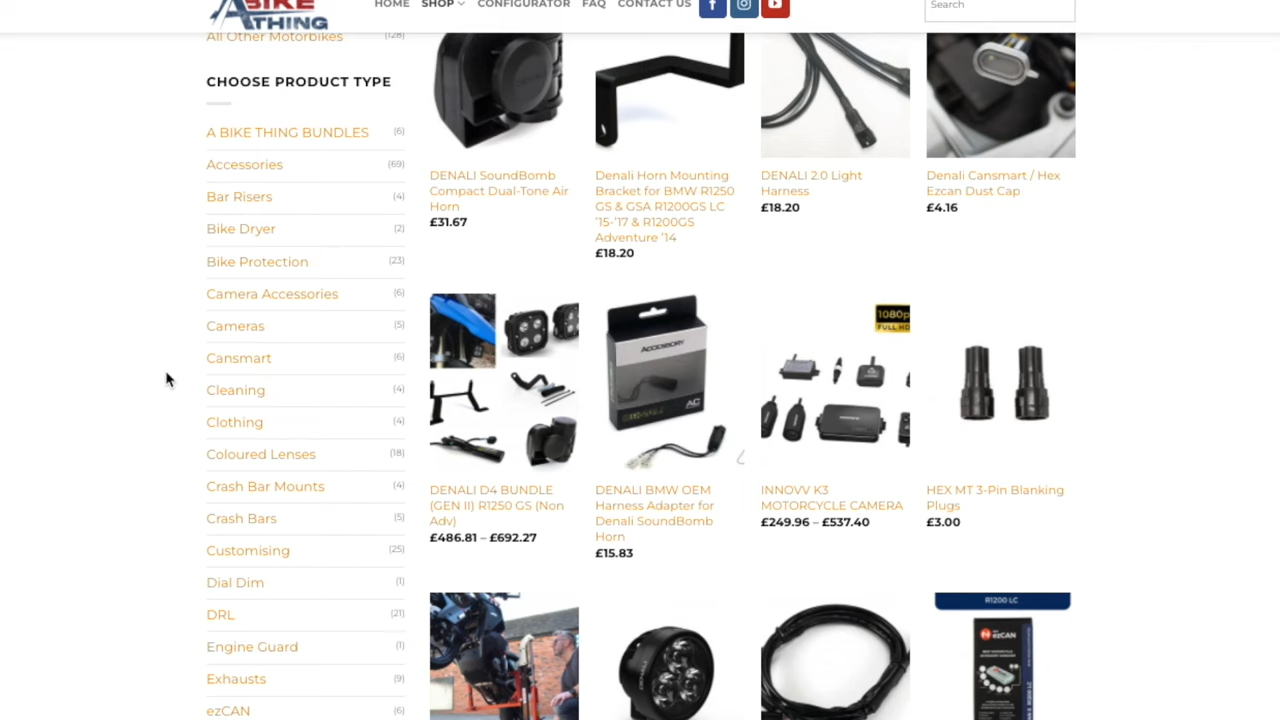 A BIKE
THING
HOME
SHOP
CONFIGURATOR
FAQ
CONTACT US
Search
All Other Motorbikes (128)
CHOOSE PRODUCT TYPE
A BIKE THING BUNDLES (6)
Accessories (69)
Bar Risers (4)
Bike Dryer (2)
Bike Protection (23)
Camera Accessories (6)
Cameras (5)
Cansmart (6)
Cleaning (4)
Clothing (4)
Coloured Lenses (18)
Crash Bar Mounts (4)
Crash Bars (5)
Customising (25)
Dial Dim (1)
DRL (21)
Engine Guard (1)
Exhausts (9)
ezCAN (6)
DENALI SoundBomb
Compact Dual-Tone Air
Horn
£31.67
Denali Horn Mounting
Bracket for BMW R1250
GS & GSA R1200GS LC
'15-'17 & R1200GS
Adventure '14
£18.20
DENALI 2.0 Light
Harness
£18.20
Denali Cansmart / Hex
Ezcan Dust Cap
£4.16
ACCESSORY
AC
1080p
FULL HD
DENALI D4 BUNDLE
(GEN II) R1250 GS (Non
Adv)
£486.81 – £692.27
DENALI BMW OEM
Harness Adapter for
Denali SoundBomb
Horn
£15.83
INNOVV K3
MOTORCYCLE CAMERA
£249.96 – £537.40
HEX MT 3-Pin Blanking
Plugs
£3.00
R1200 LC
ezCAN